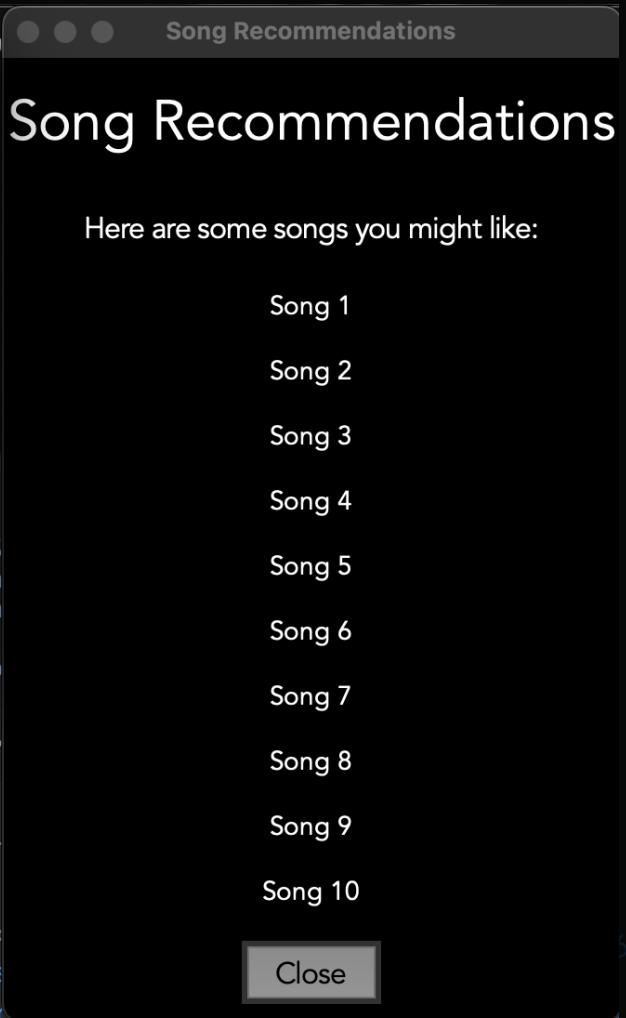 Song Recommendations
Song Recommendations
Here are some songs you might like:
Song 1
Song 2
Song 3
Song 4
Song 5
Song 6
Song 7
Song 8
Song 9
Song 10
Close